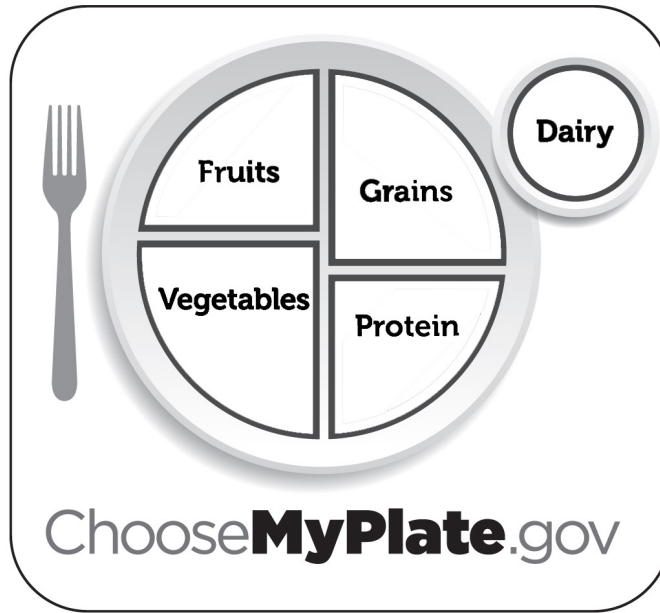 Fruits
Grains
Dairy
Vegetables
Protein
ChooseMyPlate.gov